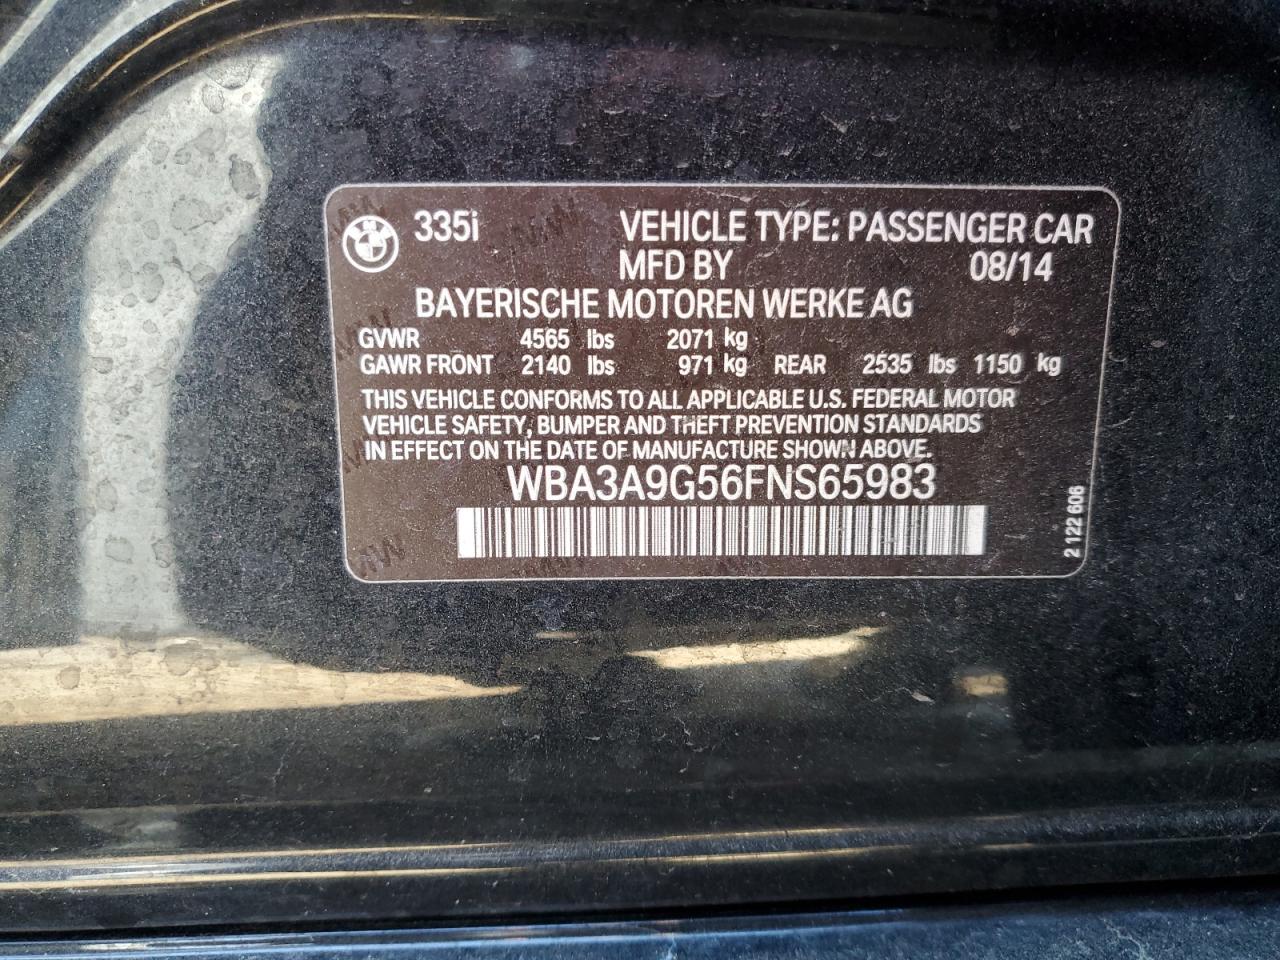 335i VEHICLE TYPE: PASSENGER CAR
MFD BY 08/14
BAYERISCHE MOTOREN WERKE AG
GVWR 4565 lbs 2071 kg
GAWR FRONT 2140 lbs 971 kg REAR 2535 lbs 1150 kg
THIS VEHICLE CONFORMS TO ALL APPLICABLE U.S. FEDERAL MOTOR
VEHICLE SAFETY, BUMPER AND THEFT PREVENTION STANDARDS
IN EFFECT ON THE DATE OF MANUFACTURE SHOWN ABOVE.
WBA3A9G56FNS65983
2 122 606